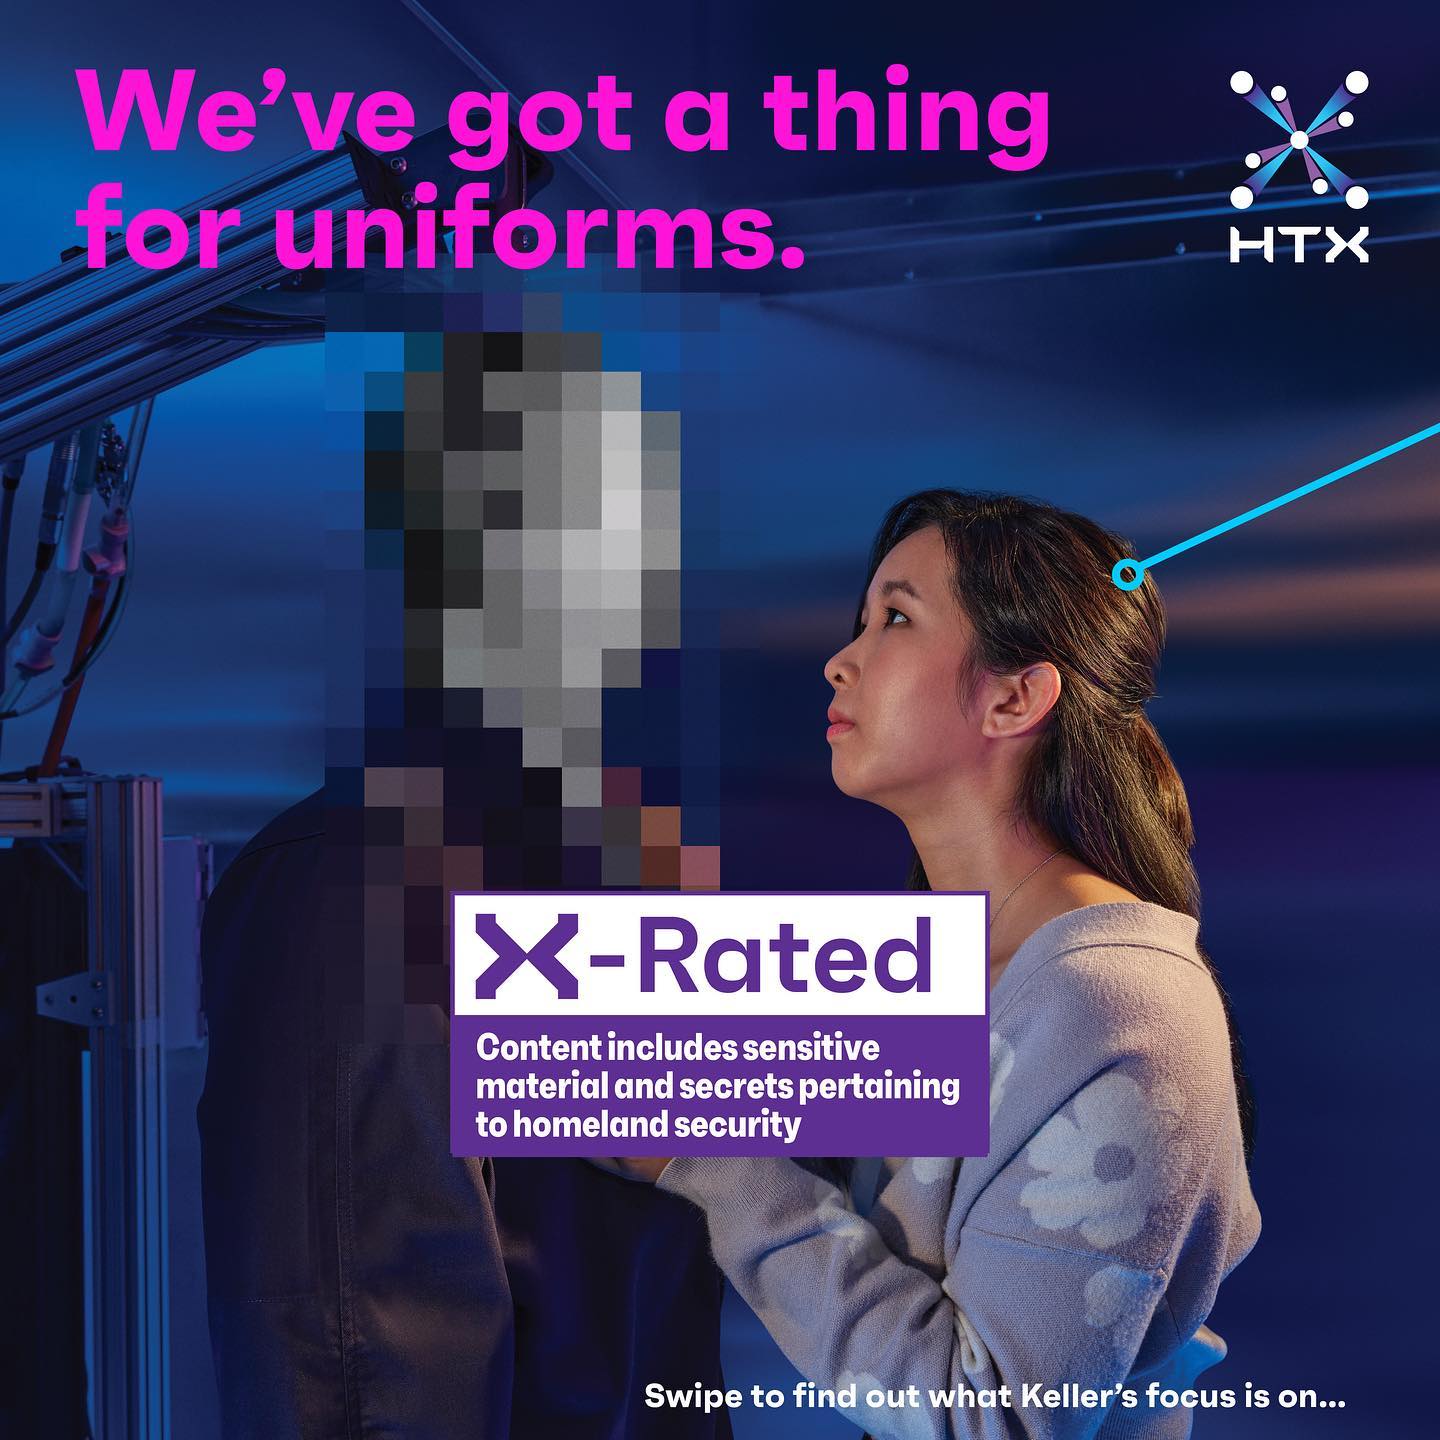 We've got a thing
for uniforms.
HTX
X-Rated
Content includes sensitive
material and secrets pertaining
to homeland security
Swipe to find out what Keller's focus is on...